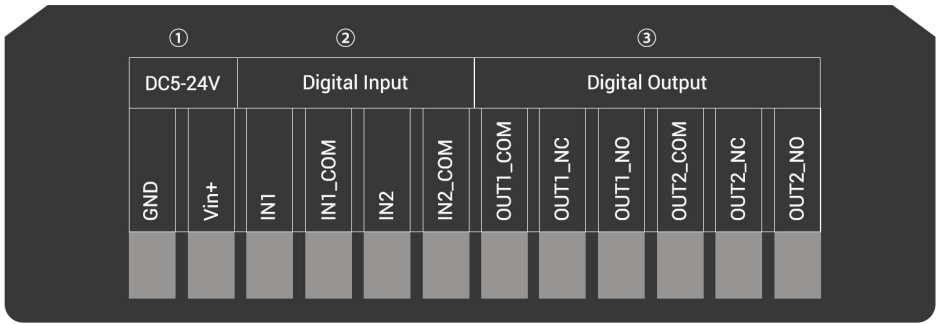 ① ② ③
DC5-24V Digital Input Digital Output
GND Vin+ IN1 IN1_COM IN2 IN2_COM OUT1_COM OUT1_NC OUT1_NO OUT2_COM OUT2_NC OUT2_NO